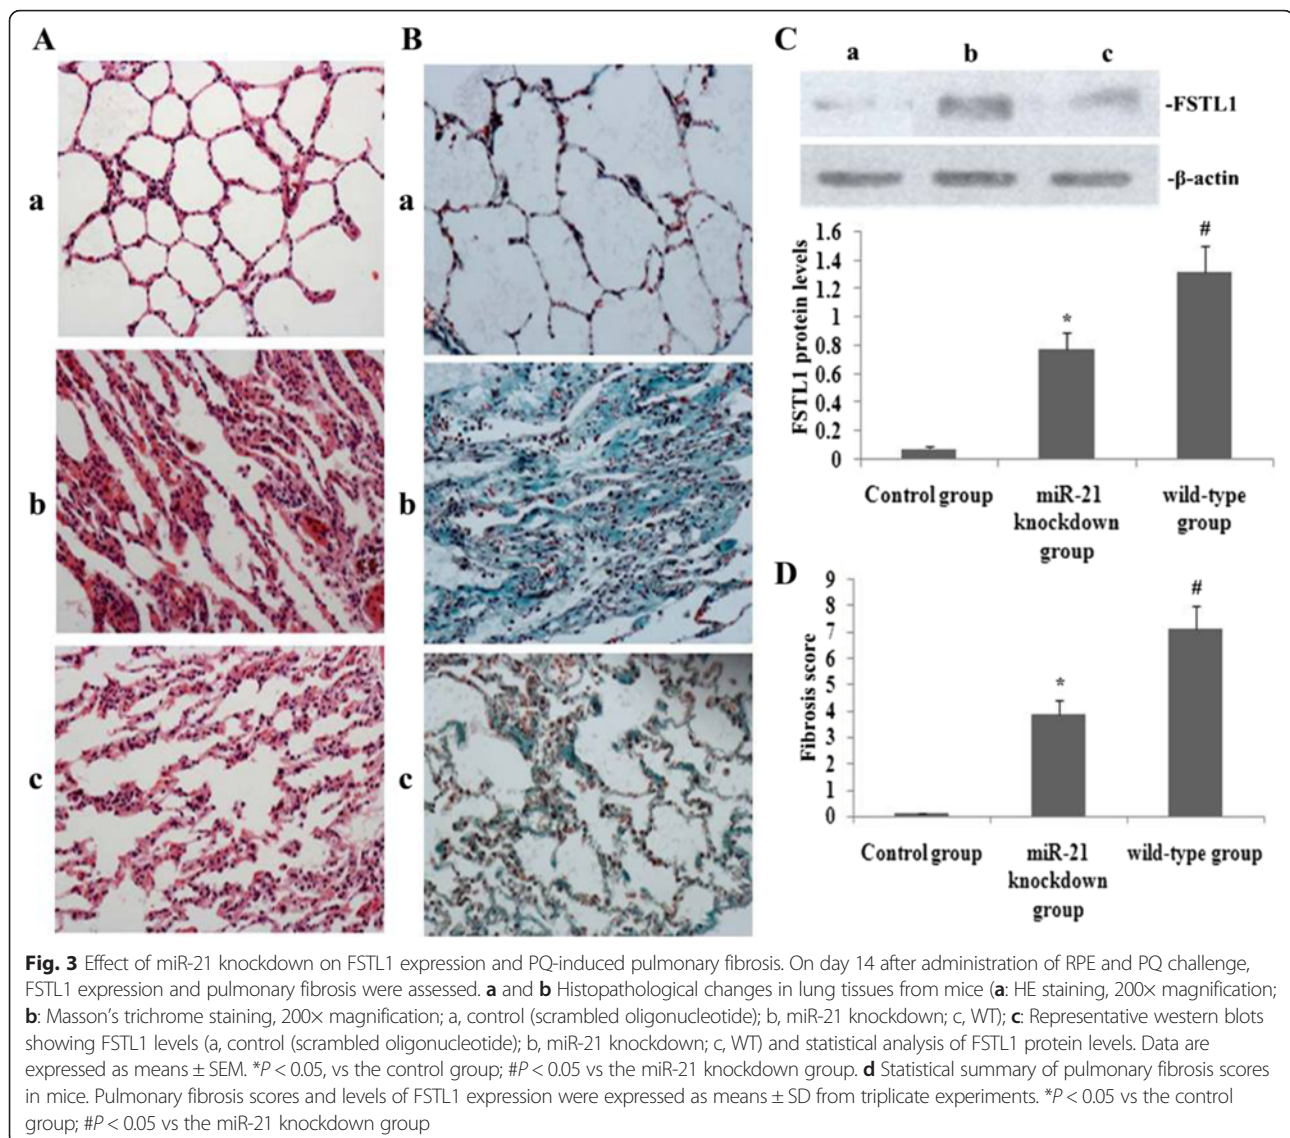 A
B
C
a
b
c
a
b
c
a
b
c
-FSTL1
-β-actin
FSTL1 protein levels
1.6
1.4
1.2
1
0.8
0.6
0.4
0.2
0
*
#
Control group
miR-21
knockdown
group
wild-type
group
D
Fibrosis score
9
8
7
6
5
4
3
2
1
0
*
#
Control group
miR-21
knockdown
group
wild-type group
Fig. 3 Effect of miR-21 knockdown on FSTL1 expression and PQ-induced pulmonary fibrosis. On day 14 after administration of RPE and PQ challenge,
FSTL1 expression and pulmonary fibrosis were assessed. a and b Histopathological changes in lung tissues from mice (a: HE staining, 200× magnification;
b: Masson's trichrome staining, 200× magnification; a, control (scrambled oligonucleotide); b, miR-21 knockdown; c, WT); c: Representative western blots
showing FSTL1 levels (a, control (scrambled oligonucleotide); b, miR-21 knockdown; c, WT) and statistical analysis of FSTL1 protein levels. Data are
expressed as means ± SEM. *P < 0.05, vs the control group; #P < 0.05 vs the miR-21 knockdown group. d Statistical summary of pulmonary fibrosis scores
in mice. Pulmonary fibrosis scores and levels of FSTL1 expression were expressed as means ± SD from triplicate experiments. *P < 0.05 vs the control
group; #P < 0.05 vs the miR-21 knockdown group